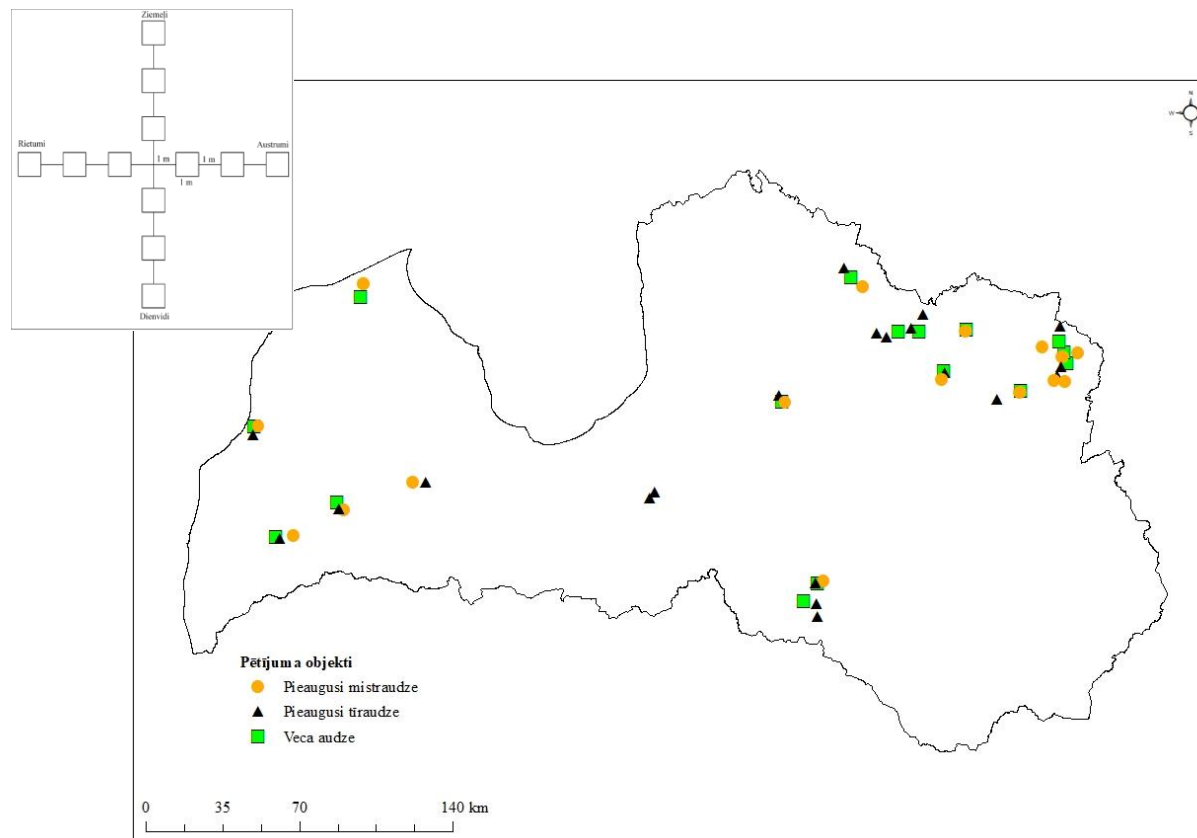 Ziemeļi
Rietumi
Austrumi
1 m
1 m
1 m
Dienvidi
N
W
S
Pētījuma objekti
Pieaugusi mistraudze
Pieaugusi tīraudze
Veca audze
0 35 70 140 km